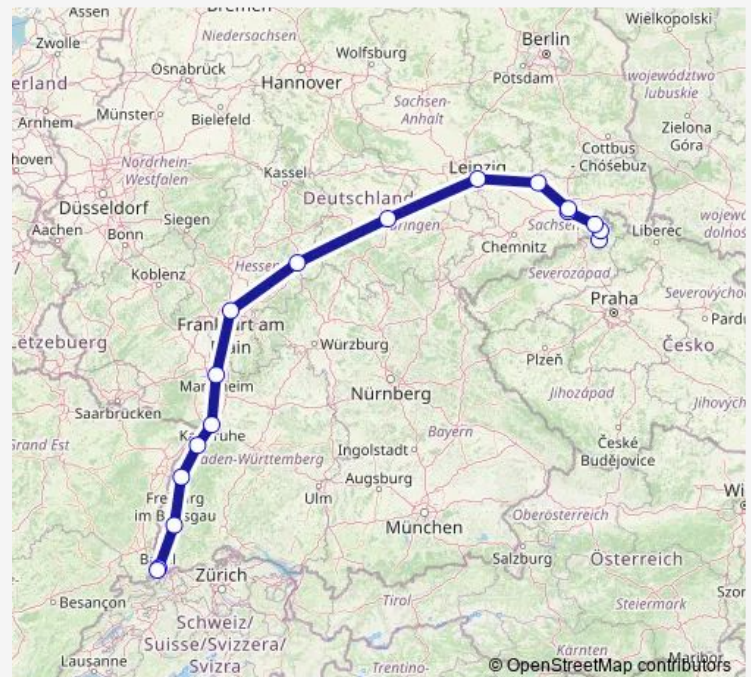 Assen
Bremen
Wielkopolski
Zwolle
Niedersachsen
Berlin
Wolfsburg
Osnabrück
Hannover
Potsdam
województwo
lubuskie
erland
Sachsen-
Anhalt
Münster
Bielefeld
Arnhem
Zielona
Góra
Cottbus
- Chóśebuz
hoven
Nordrhein-
Westfalen
Kassel
Leipzig
Deutschland
Düsseldorf
Siegen
Aachen
Bonn
Sachsen
Liberec
Chemnitz
Hessen
Koblenz
Severozápad
Praha
Frankfurt am
Main
Letzebuerg
Würzburg
Česko
Plzeň
Mannheim
Nürnberg
Jihozápad
Saarbrücken
Grand Est
Karlsruhe
Bayern
České
Budějovice
Baden-Württemberg
Ingolstadt
Augsburg
Freiburg
im Breisgau
Ulm
München
Oberösterreich
Salzburg
Österreich
Basel
Zürich
Besançon
Tirol
Steiermark
Schweiz/
Suisse/Svizzera/
Svizra
Kärnten
Lausanne
Trentino-
Maribor
© OpenStreetMap contributors